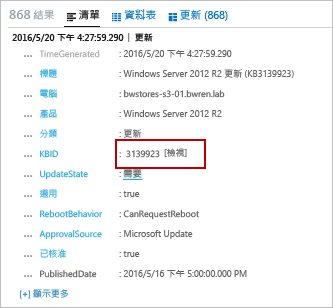 868 結果 清單 資料表 更新 (868)
2016/5/20 下午 4:27:59.290 | 更新
... TimeGenerated : 2016/5/20 下午 4:27:59.290
... 標題 : Windows Server 2012 R2 更新 (KB3139923)
... 電腦 : bwstores-s3-01.bwren.lab
... 產品 : Windows Server 2012 R2
... 分類 : 更新
... KBID : 3139923 [檢視]
... UpdateState : 需要
... 選用 : true
... RebootBehavior : CanRequestReboot
... ApprovalSource : Microsoft Update
... 已核准 : true
... PublishedDate : 2016/5/16 下午 5:00:00.000 PM
[+] 顯示更多